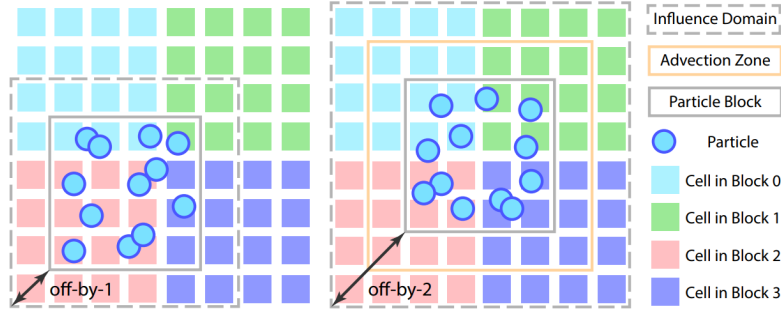 off-by-1
off-by-2
Influence Domain
Advection Zone
Particle Block
Particle
Cell in Block 0
Cell in Block 1
Cell in Block 2
Cell in Block 3